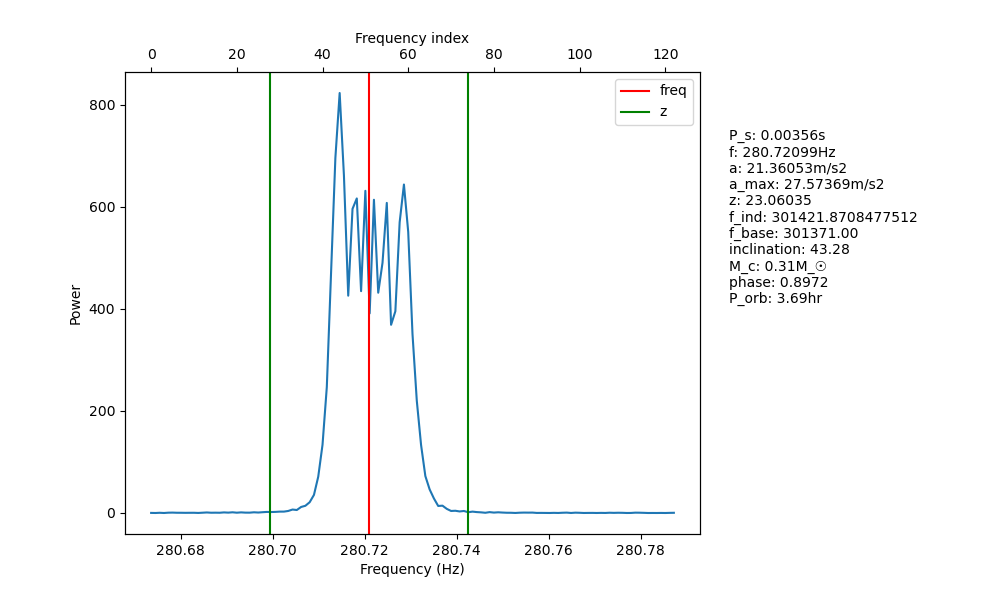 Frequency index
0 20 40 60 80 100 120
800
600
400
200
0
Power
freq
z
280.68 280.70 280.72 280.74 280.76 280.78
Frequency (Hz)
P_s: 0.00356s
f: 280.72099Hz
a: 21.36053m/s2
a_max: 27.57369m/s2
z: 23.06035
f_ind: 301421.8708477512
f_base: 301371.00
inclination: 43.28
M_c: 0.31M_☉
phase: 0.8972
P_orb: 3.69hr